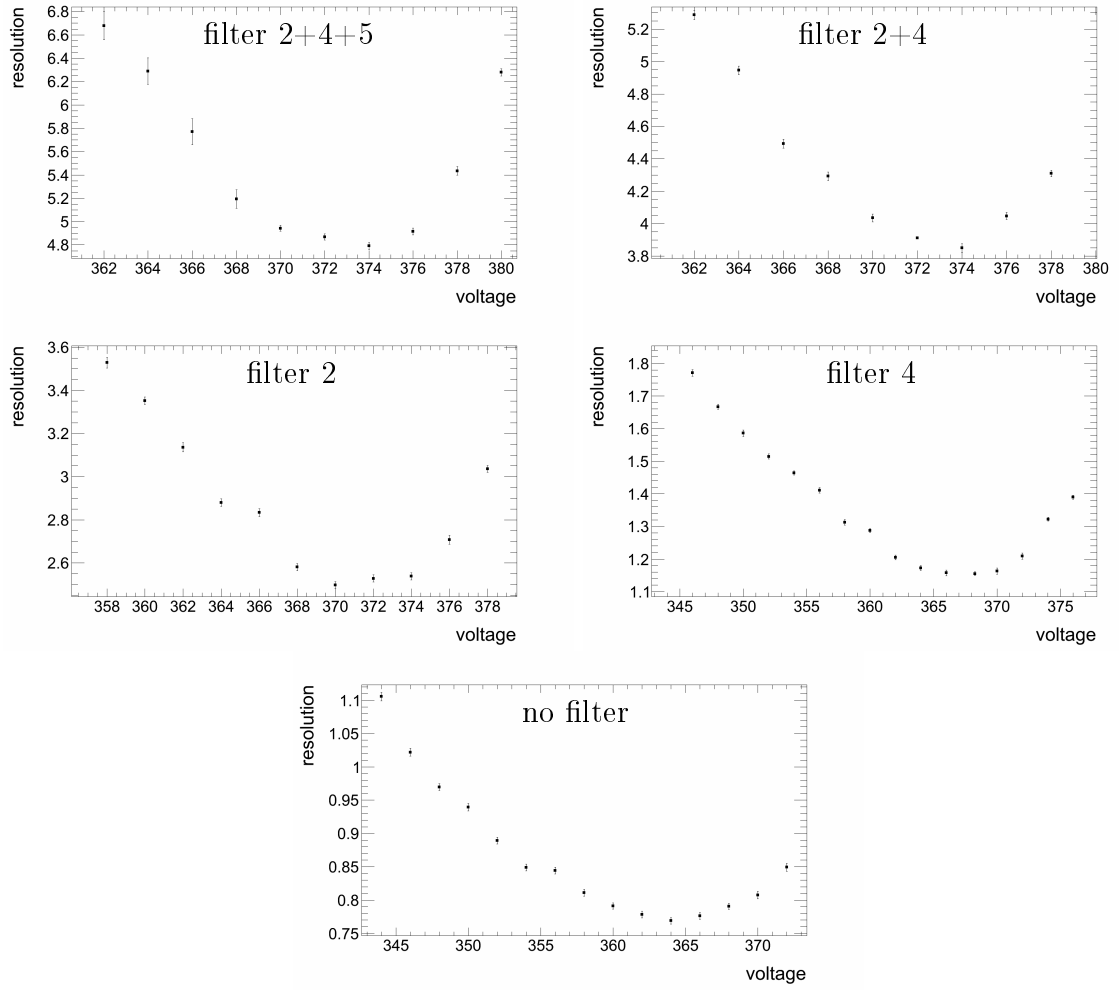 filter 2+4+5
resolution
6.8
6.6
6.4
6.2
6
5.8
5.6
5.4
5.2
5
4.8
362 364 366 368 370 372 374 376 378 380
voltage
filter 2+4
resolution
5.2
5
4.8
4.6
4.4
4.2
4
3.8
362 364 366 368 370 372 374 376 378 380
voltage
filter 2
resolution
3.6
3.4
3.2
3
2.8
2.6
358 360 362 364 366 368 370 372 374 376 378
voltage
filter 4
resolution
1.8
1.7
1.6
1.5
1.4
1.3
1.2
1.1
345 350 355 360 365 370 375
voltage
no filter
resolution
1.1
1.05
1
0.95
0.9
0.85
0.8
0.75
345 350 355 360 365 370
voltage